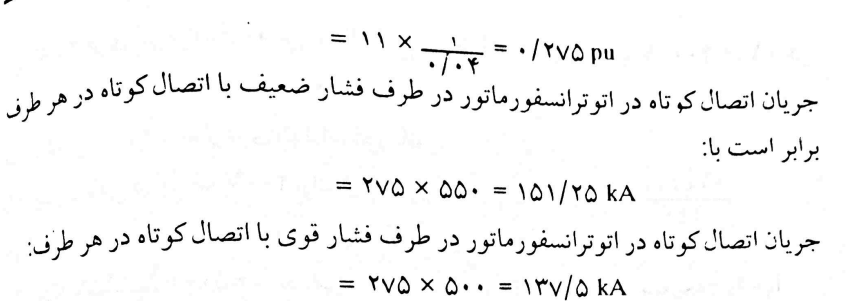 = ۱۱ × ۱/۰/۰۴ = ۰/۲۷۵ pu
جریان اتصال کوتاه در اتوترانسفورماتور در طرف فشار ضعیف با اتصال کوتاه در هر طرف
برابر است با:
= ۲۷۵ × ۵۵۰ = ۱۵۱/۲۵ kA
جریان اتصال کوتاه در اتوترانسفورماتور در طرف فشار قوی با اتصال کوتاه در هر طرف:
= ۲۷۵ × ۵۰۰ = ۱۳۷/۵ kA